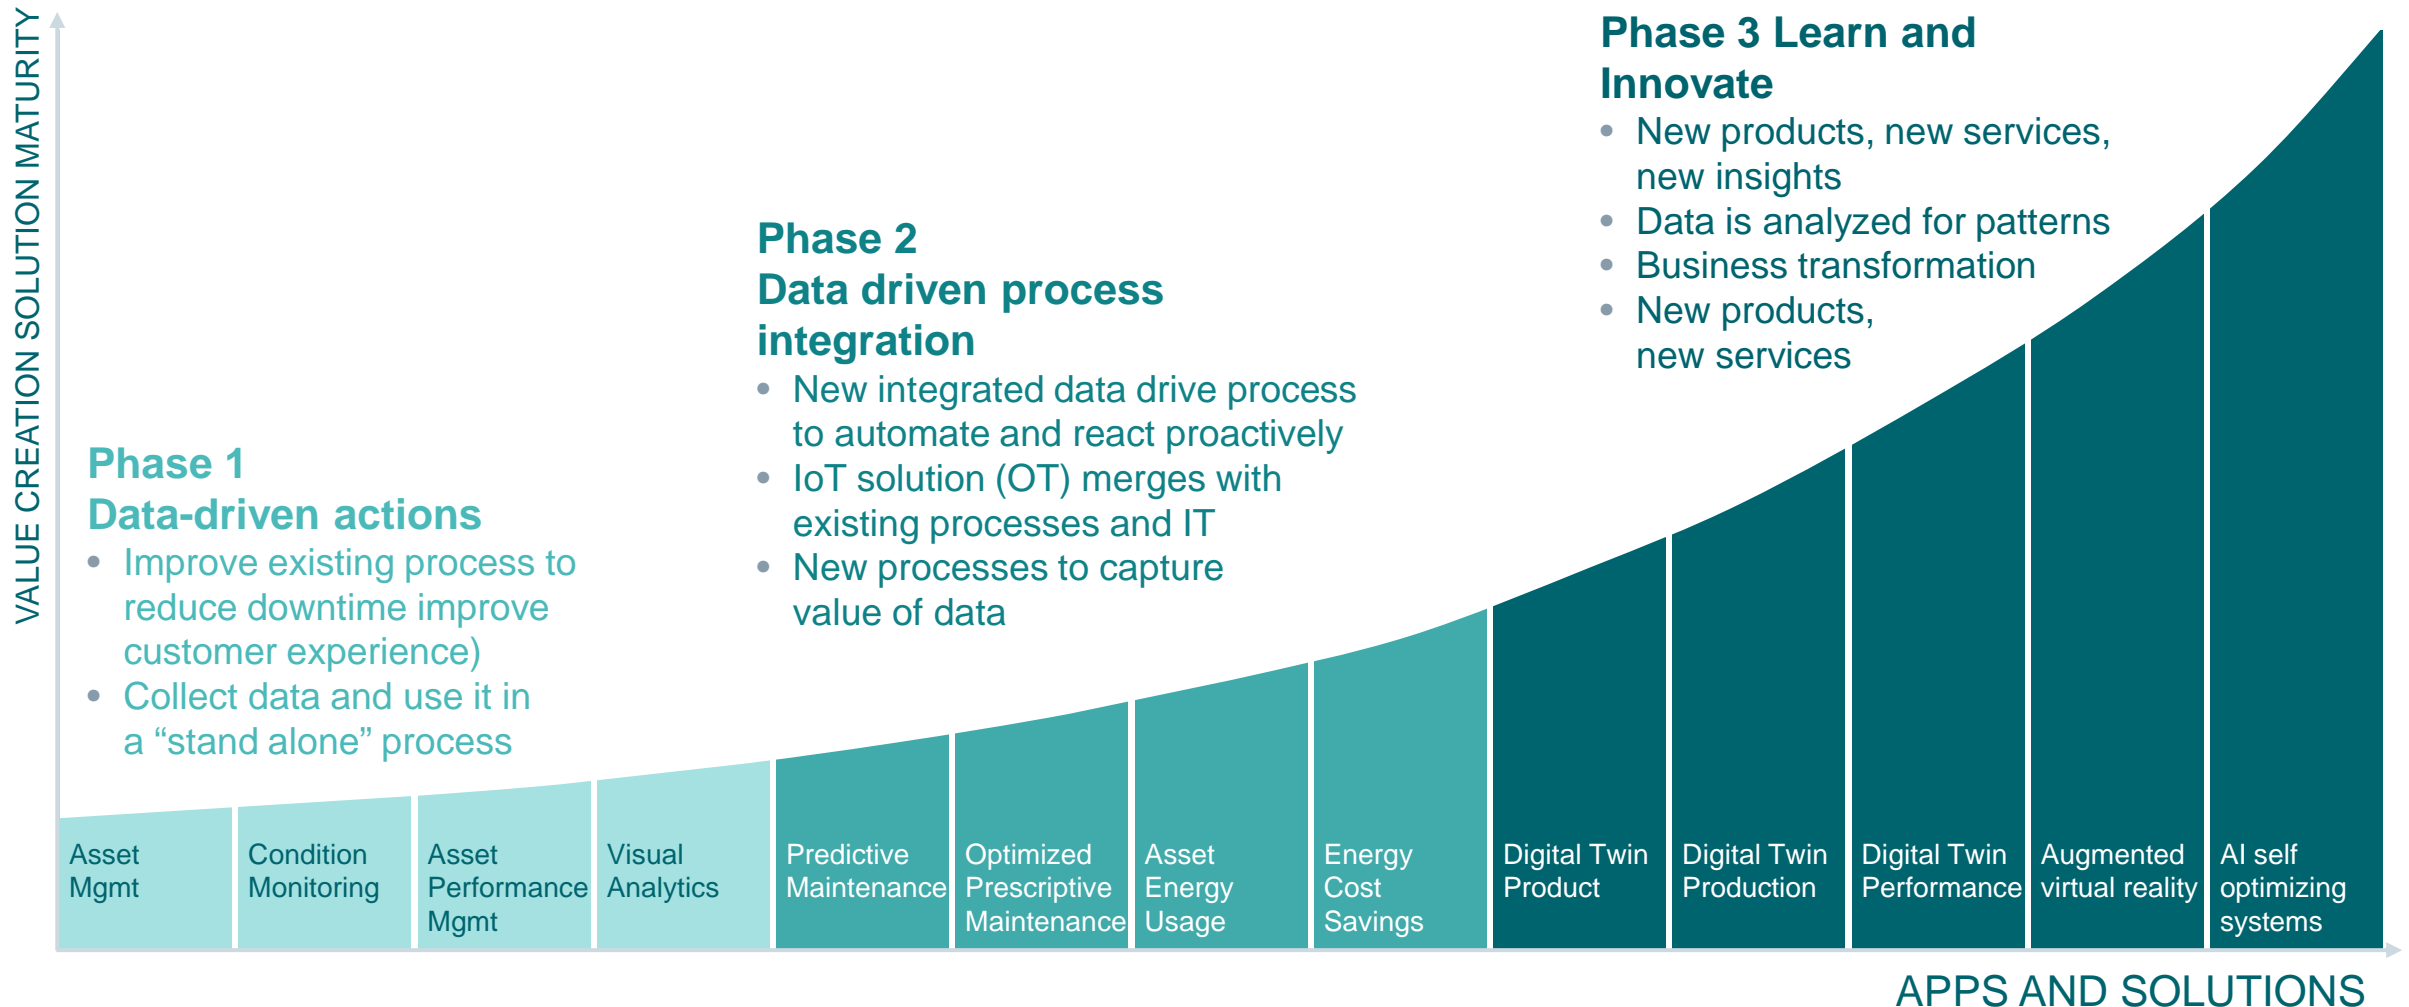 VALUE CREATION SOLUTION MATURITY
Phase 1
Data-driven actions
• Improve existing process to
reduce downtime improve
customer experience)
• Collect data and use it in
a “stand alone” process
Phase 2
Data driven process
integration
• New integrated data drive process
to automate and react proactively
• IoT solution (OT) merges with
existing processes and IT
• New processes to capture
value of data
Phase 3 Learn and
Innovate
• New products, new services,
new insights
• Data is analyzed for patterns
• Business transformation
• New products,
new services
Asset
Mgmt
Condition
Monitoring
Asset
Performance
Mgmt
Visual
Analytics
Predictive
Maintenance
Optimized
Prescriptive
Maintenance
Asset
Energy
Usage
Energy
Cost
Savings
Digital Twin
Product
Digital Twin
Production
Digital Twin
Performance
Augmented
virtual reality
AI self
optimizing
systems
APPS AND SOLUTIONS